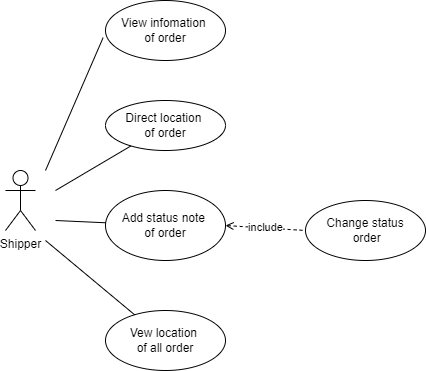 View infomation
of order
Direct location
of order
Shipper
Add status note
of order
include
Change status
order
Vew location
of all order